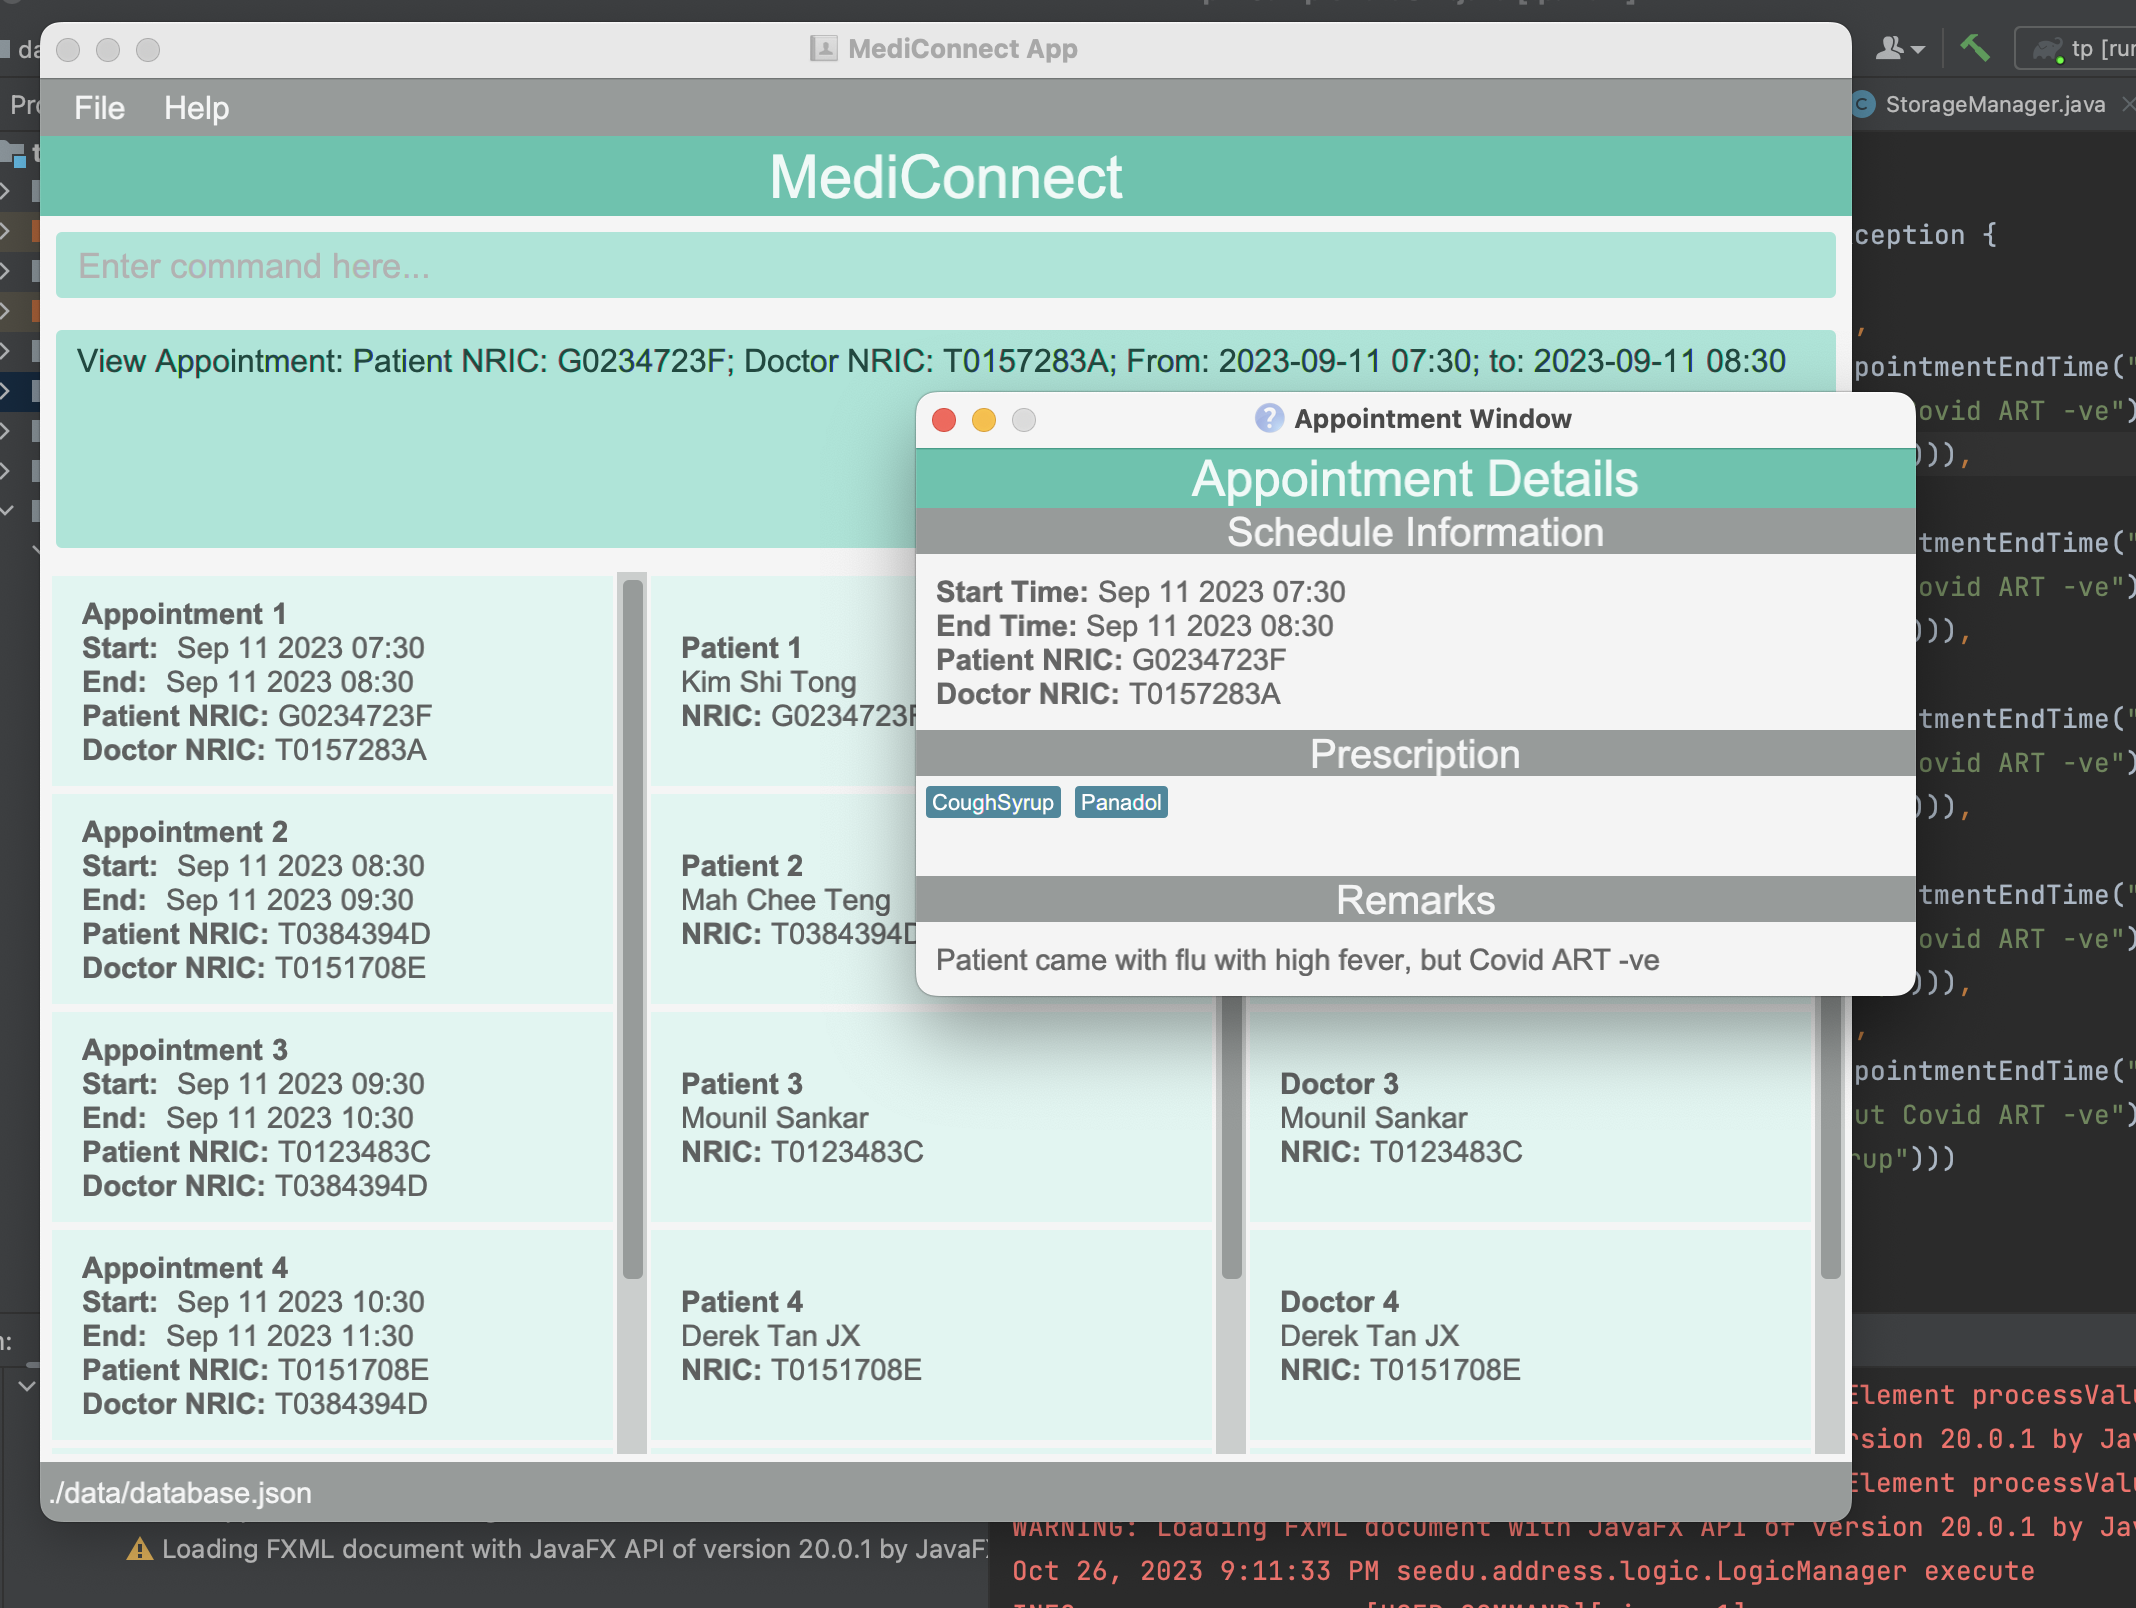 MediConnect App
tp
StorageManager.java
File
Help
MediConnect
Enter command here...
ception {
View Appointment: Patient NRIC: G0234723F; Doctor NRIC: T0157283A; From: 2023-09-11 07:30; to: 2023-09-11 08:30
pointmentEndTime("
ovid ART -ve")
))),
Appointment Window
Appointment Details
Schedule Information
Start Time: Sep 11 2023 07:30
End Time: Sep 11 2023 08:30
Patient NRIC: G0234723F
Doctor NRIC: T0157283A
Prescription
CoughSyrup
Panadol
Remarks
Patient came with flu with high fever, but Covid ART -ve
tmentEndTime("
ovid ART -ve")
))),
tmentEndTime("
ovid ART -ve")
))),
tmentEndTime("
ovid ART -ve")
))),
,
pointmentEndTime("
ut Covid ART -ve")
rup")))
Appointment 1
Start: Sep 11 2023 07:30
End: Sep 11 2023 08:30
Patient NRIC: G0234723F
Doctor NRIC: T0157283A
Patient 1
Kim Shi Tong
NRIC: G0234723F
Appointment 2
Start: Sep 11 2023 08:30
End: Sep 11 2023 09:30
Patient NRIC: T0384394D
Doctor NRIC: T0151708E
Patient 2
Mah Chee Teng
NRIC: T0384394D
Appointment 3
Start: Sep 11 2023 09:30
End: Sep 11 2023 10:30
Patient NRIC: T0123483C
Doctor NRIC: T0384394D
Patient 3
Mounil Sankar
NRIC: T0123483C
Doctor 3
Mounil Sankar
NRIC: T0123483C
Appointment 4
Start: Sep 11 2023 10:30
End: Sep 11 2023 11:30
Patient NRIC: T0151708E
Doctor NRIC: T0384394D
Patient 4
Derek Tan JX
NRIC: T0151708E
Doctor 4
Derek Tan JX
NRIC: T0151708E
./data/database.json
Loading FXML document with JavaFX API of version 20.0.1 by JavaF
Element processValu
rsion 20.0.1 by Jav
Element processValu
WARNING: Loading FXML document with JavaFX API of version 20.0.1 by Jav
Oct 26, 2023 9:11:33 PM seedu.address.logic.LogicManager execute